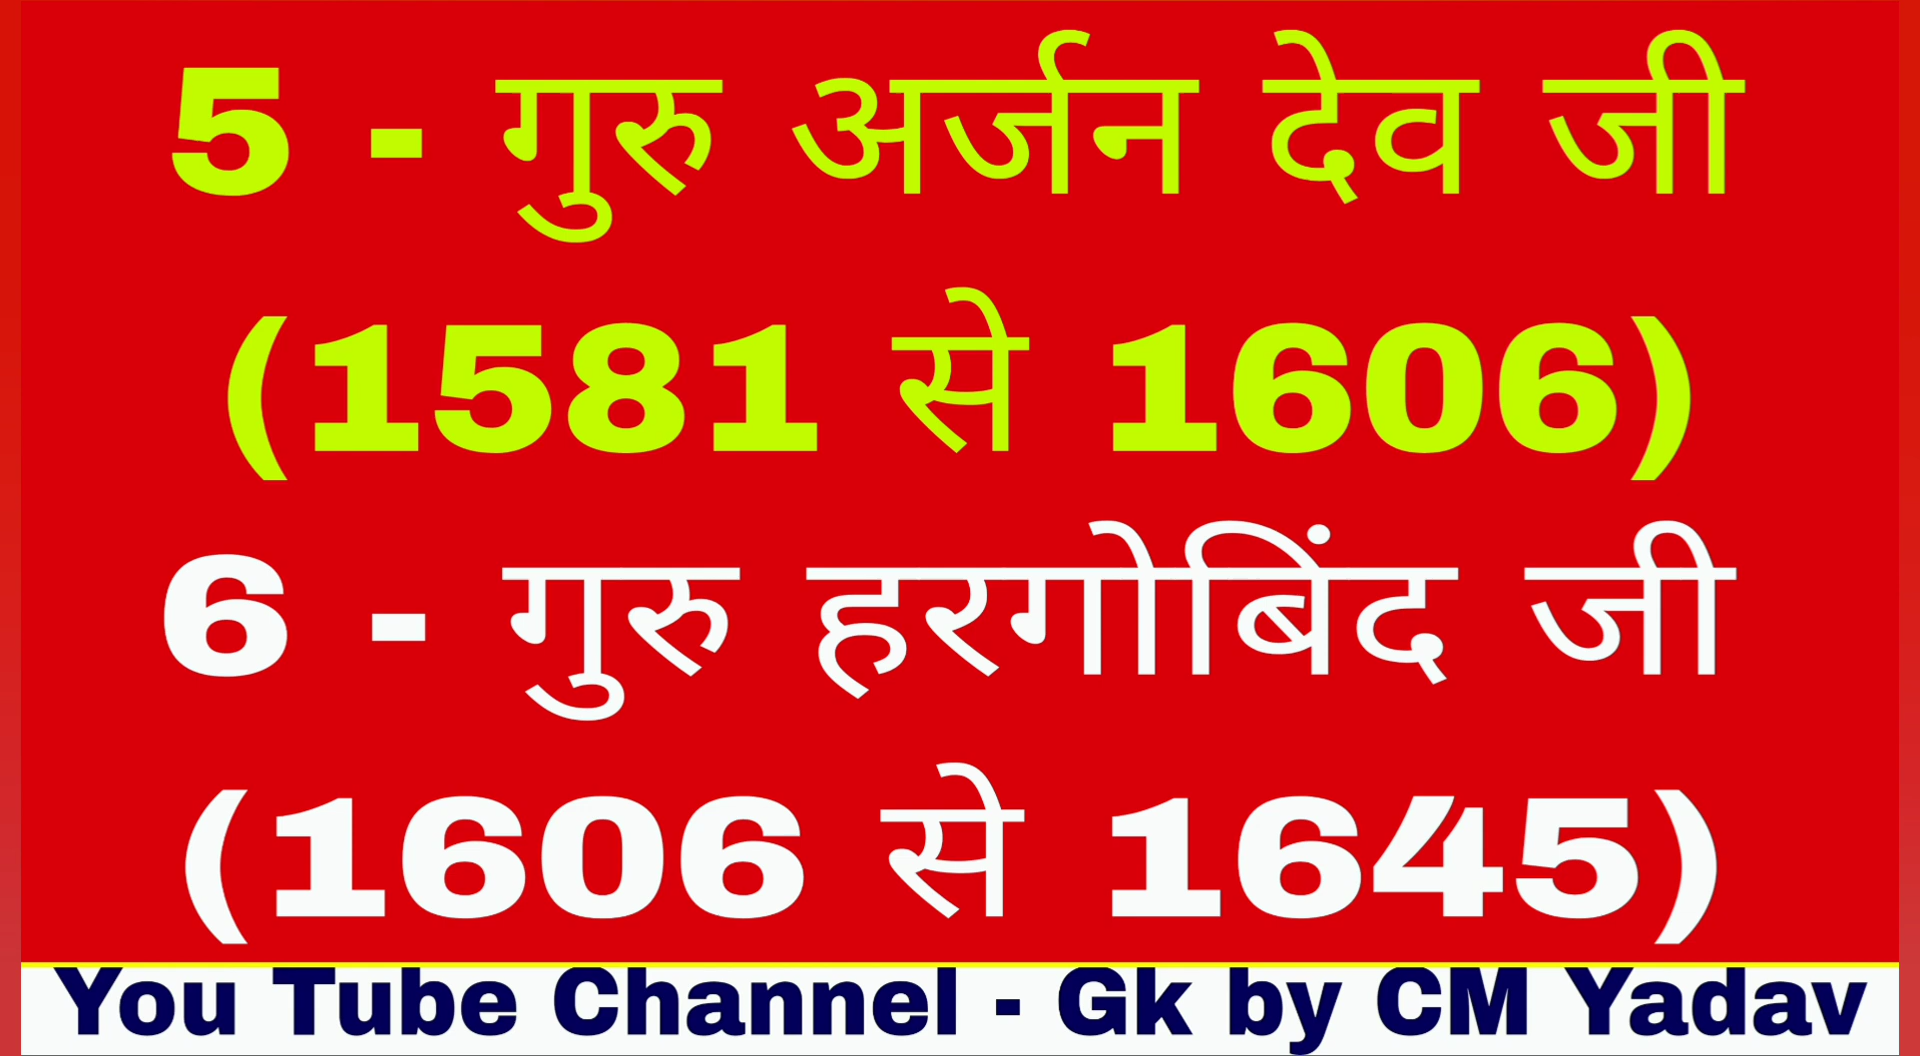 5 - गुरु अर्जन देव जी
(1581 से 1606)
6 - गुरु हरगोबिंद जी
(1606 से 1645)
You Tube Channel - Gk by CM Yadav